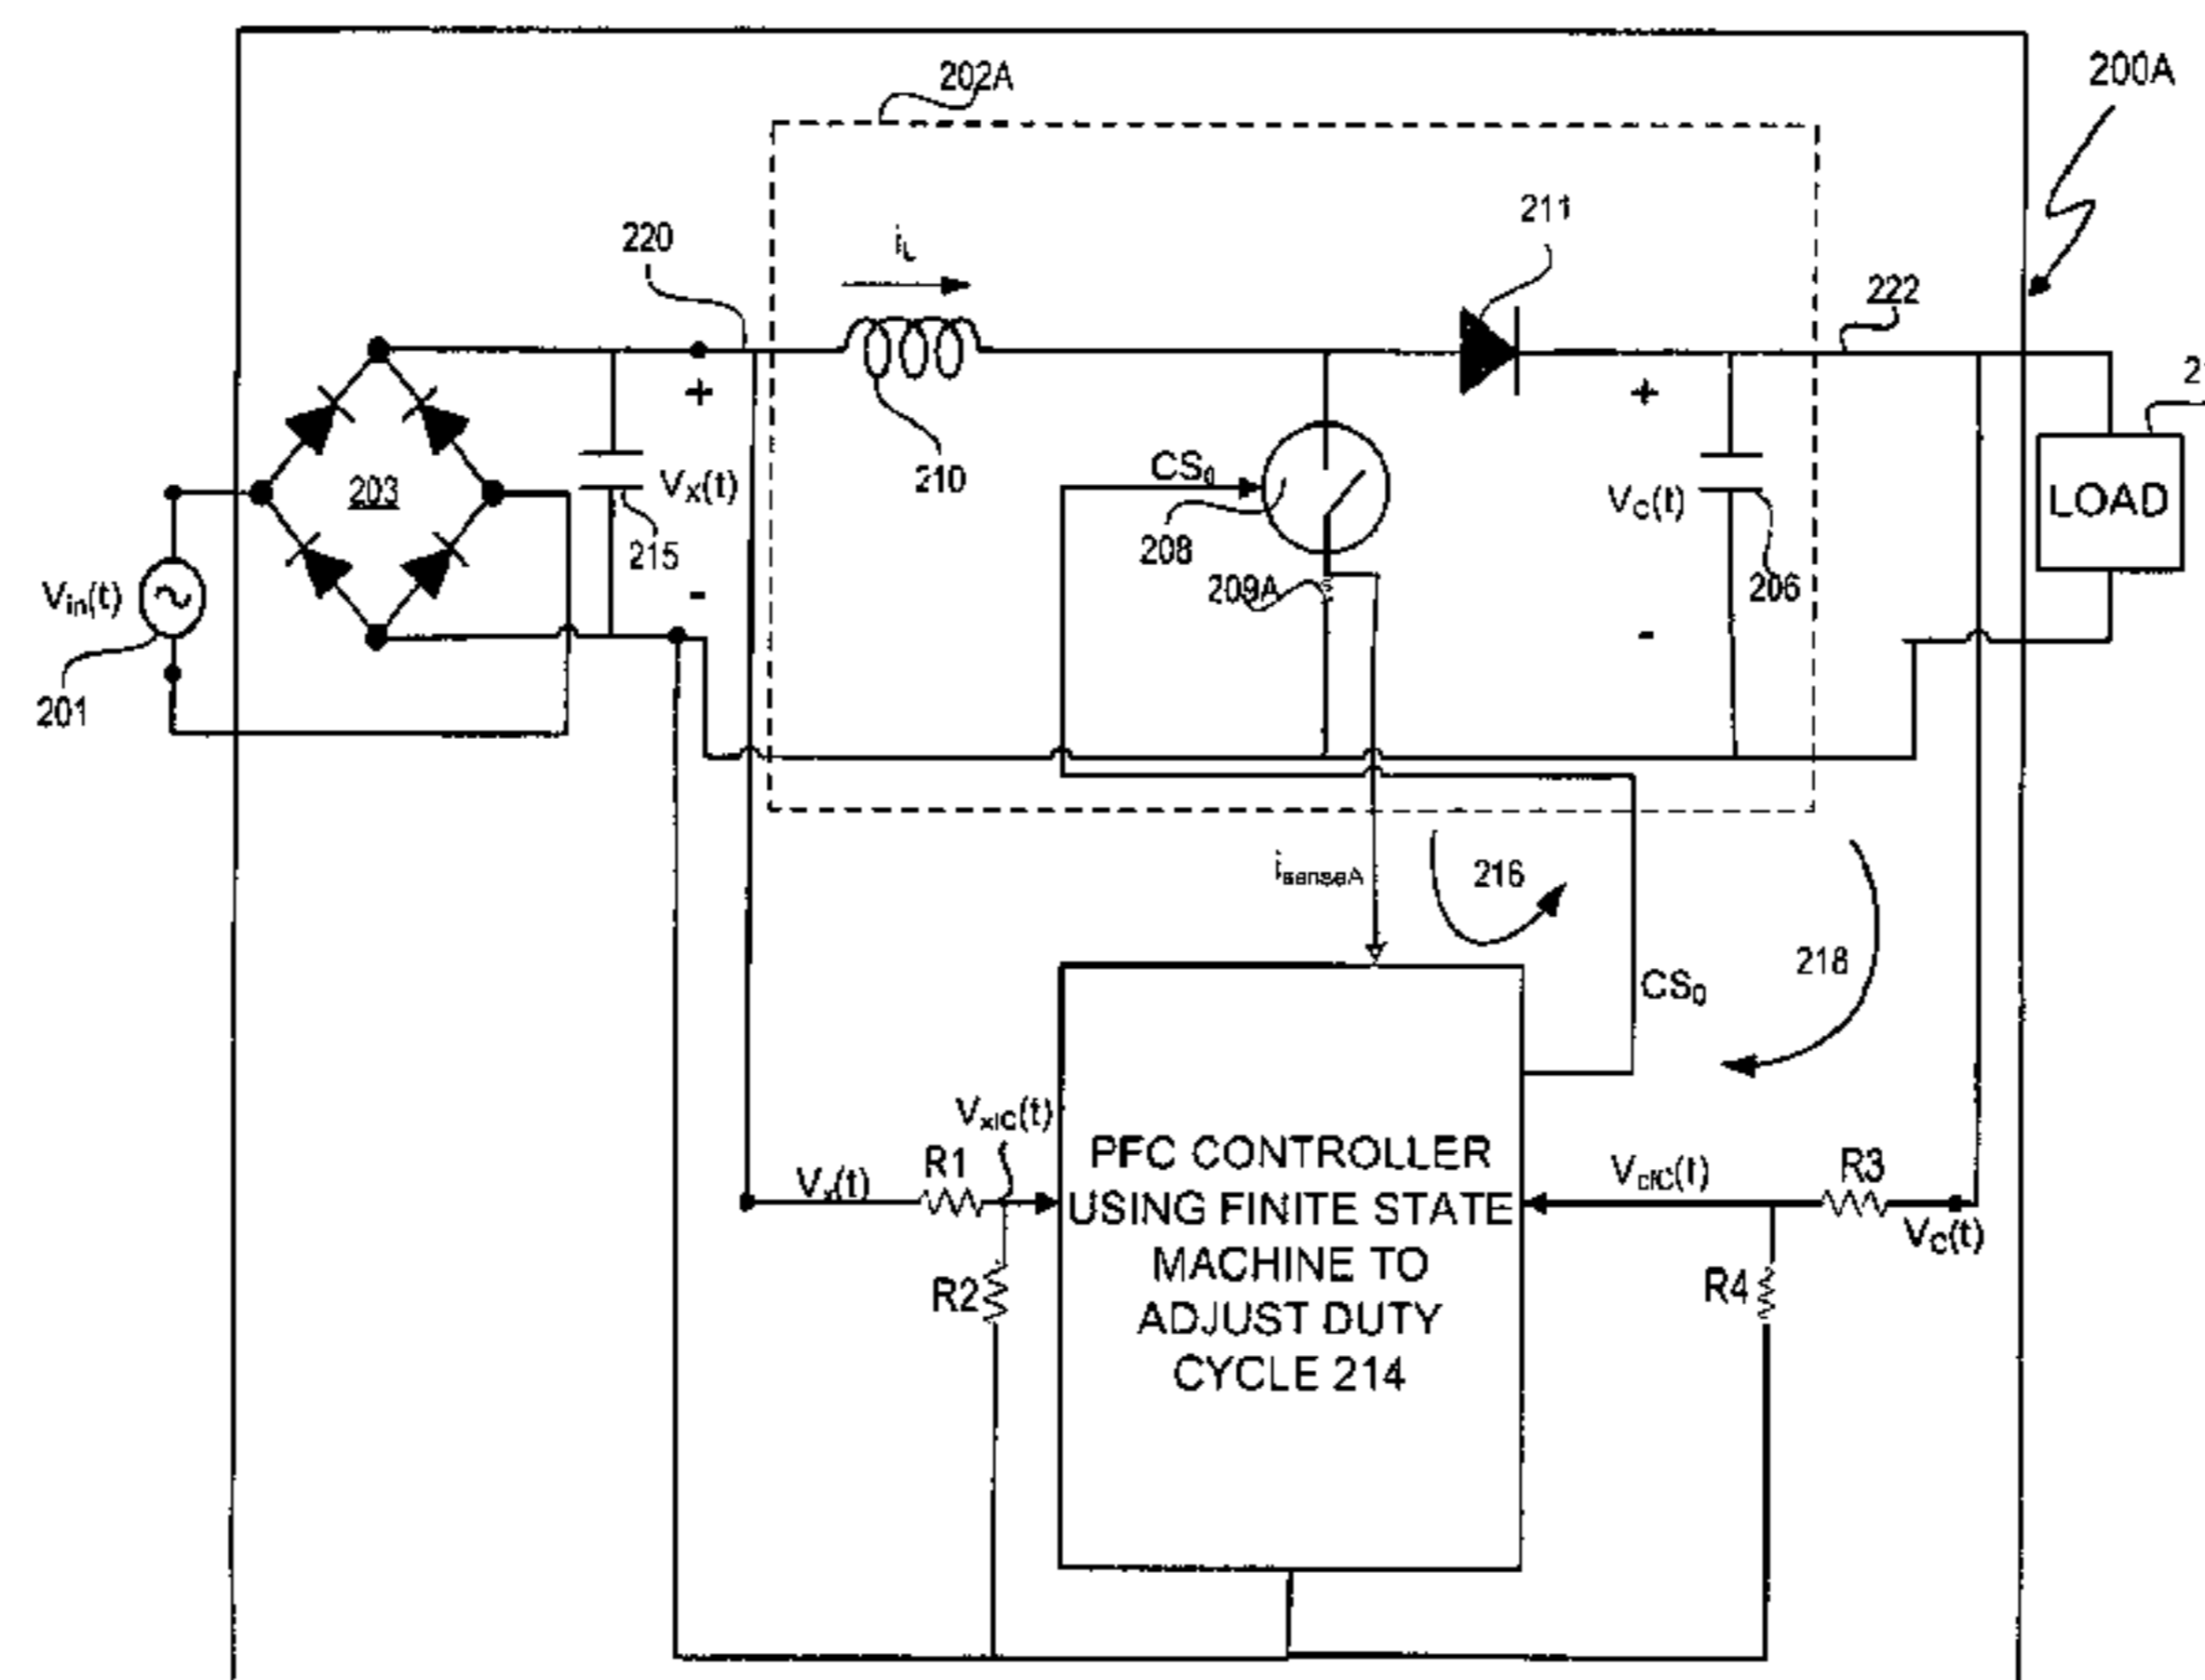 202A
200A
211
220
iL
222
+
+
210
CS0
LOAD
203
VX(t)
VC(t)
208
215
Vin(t)
209A
206
-
-
201
isenseA
216
218
CS0
VxIC(t)
PFC CONTROLLER
USING FINITE STATE
MACHINE TO
ADJUST DUTY
CYCLE 214
Vx(t)
R1
R2
VcIC(t)
R3
VC(t)
R4